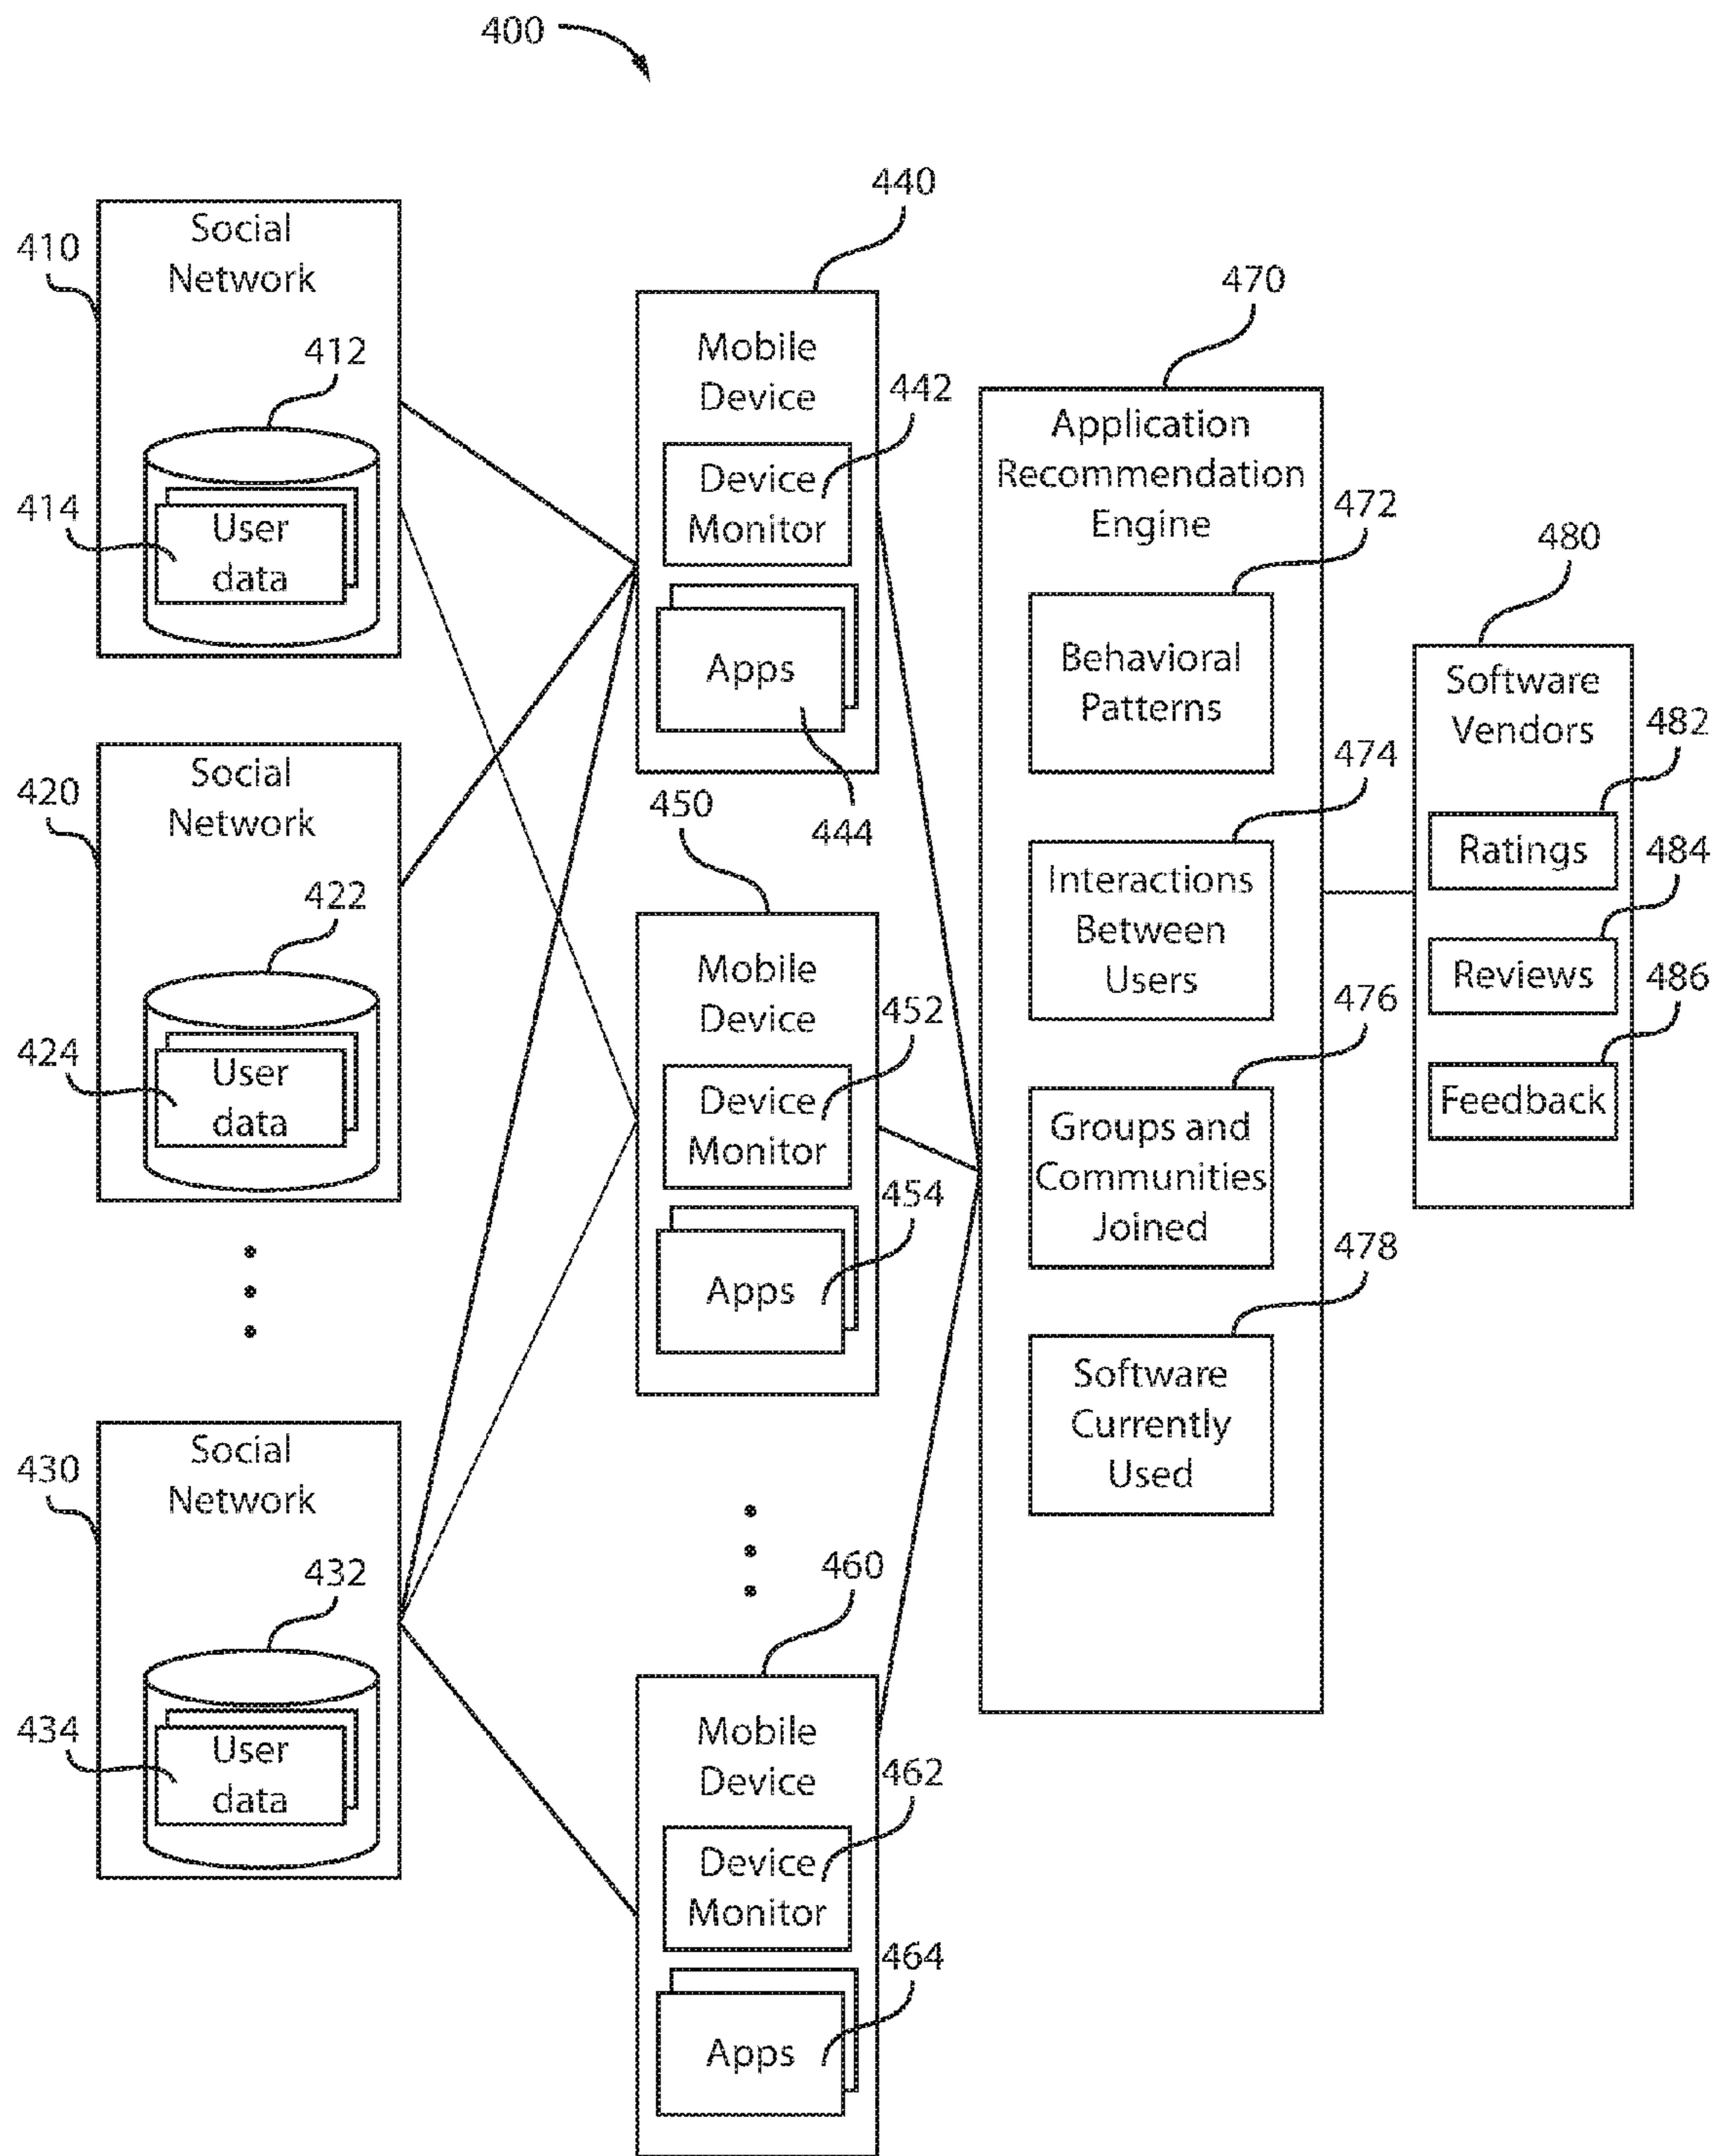 400
410
Social
Network
412
414
User
data
420
Social
Network
422
424
User
data
430
Social
Network
432
434
User
data
440
Mobile
Device
442
Device
Monitor
Apps
444
450
Mobile
Device
452
Device
Monitor
454
Apps
460
Mobile
Device
462
Device
Monitor
464
Apps
470
Application
Recommendation
Engine
472
Behavioral
Patterns
474
Interactions
Between
Users
476
Groups and
Communities
Joined
478
Software
Currently
Used
480
Software
Vendors
482
Ratings
484
Reviews
486
Feedback